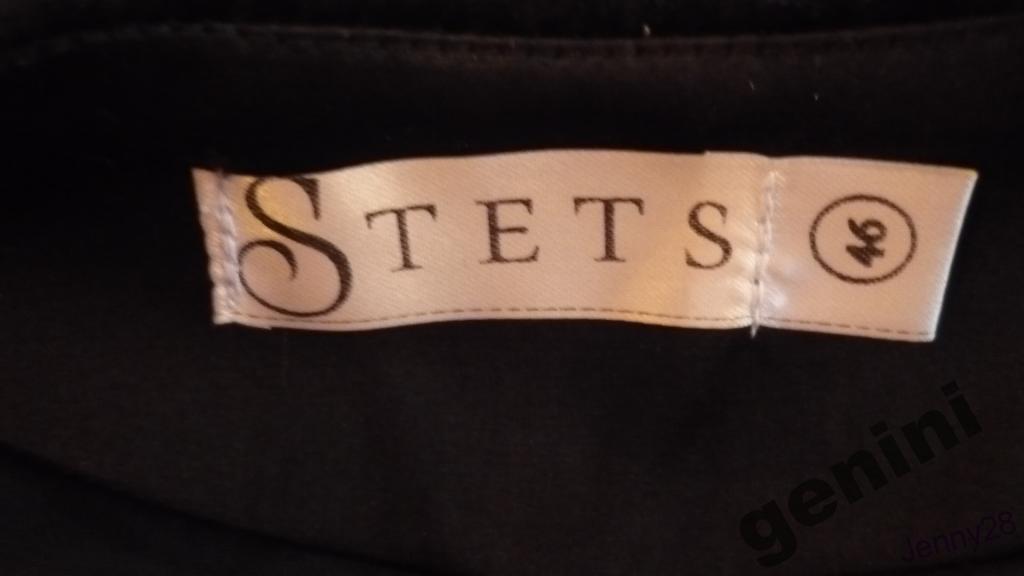 STETS
46
genini
Jenny28